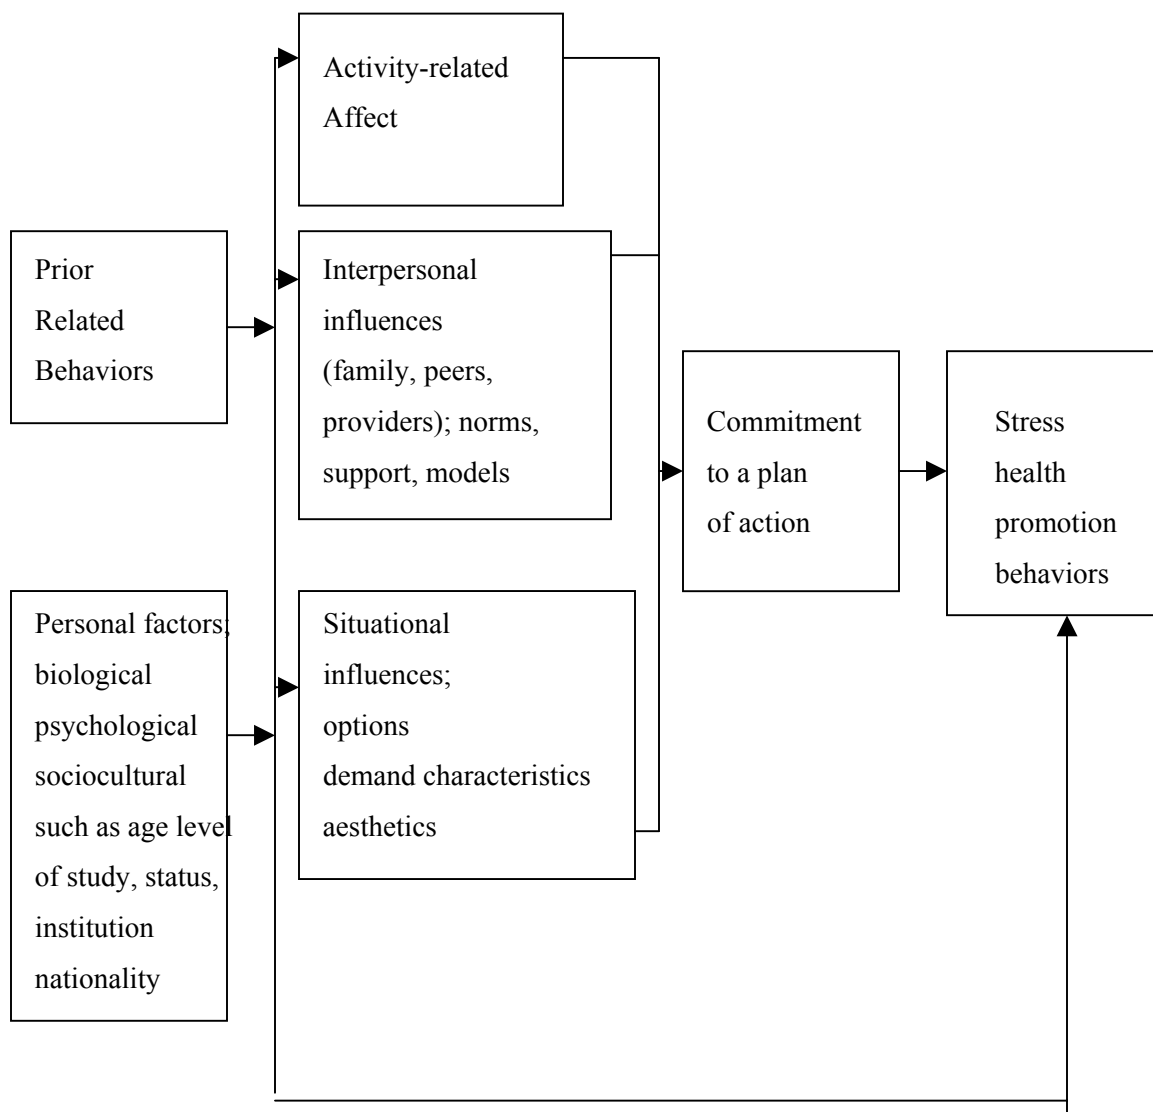 Activity-related
Affect
Prior
Related
Behaviors
Interpersonal
influences
(family, peers,
providers); norms,
support, models
Commitment
to a plan
of action
Stress
health
promotion
behaviors
Personal factors;
biological
psychological
sociocultural
such as age level
of study, status,
institution
nationality
Situational
influences;
options
demand characteristics
aesthetics